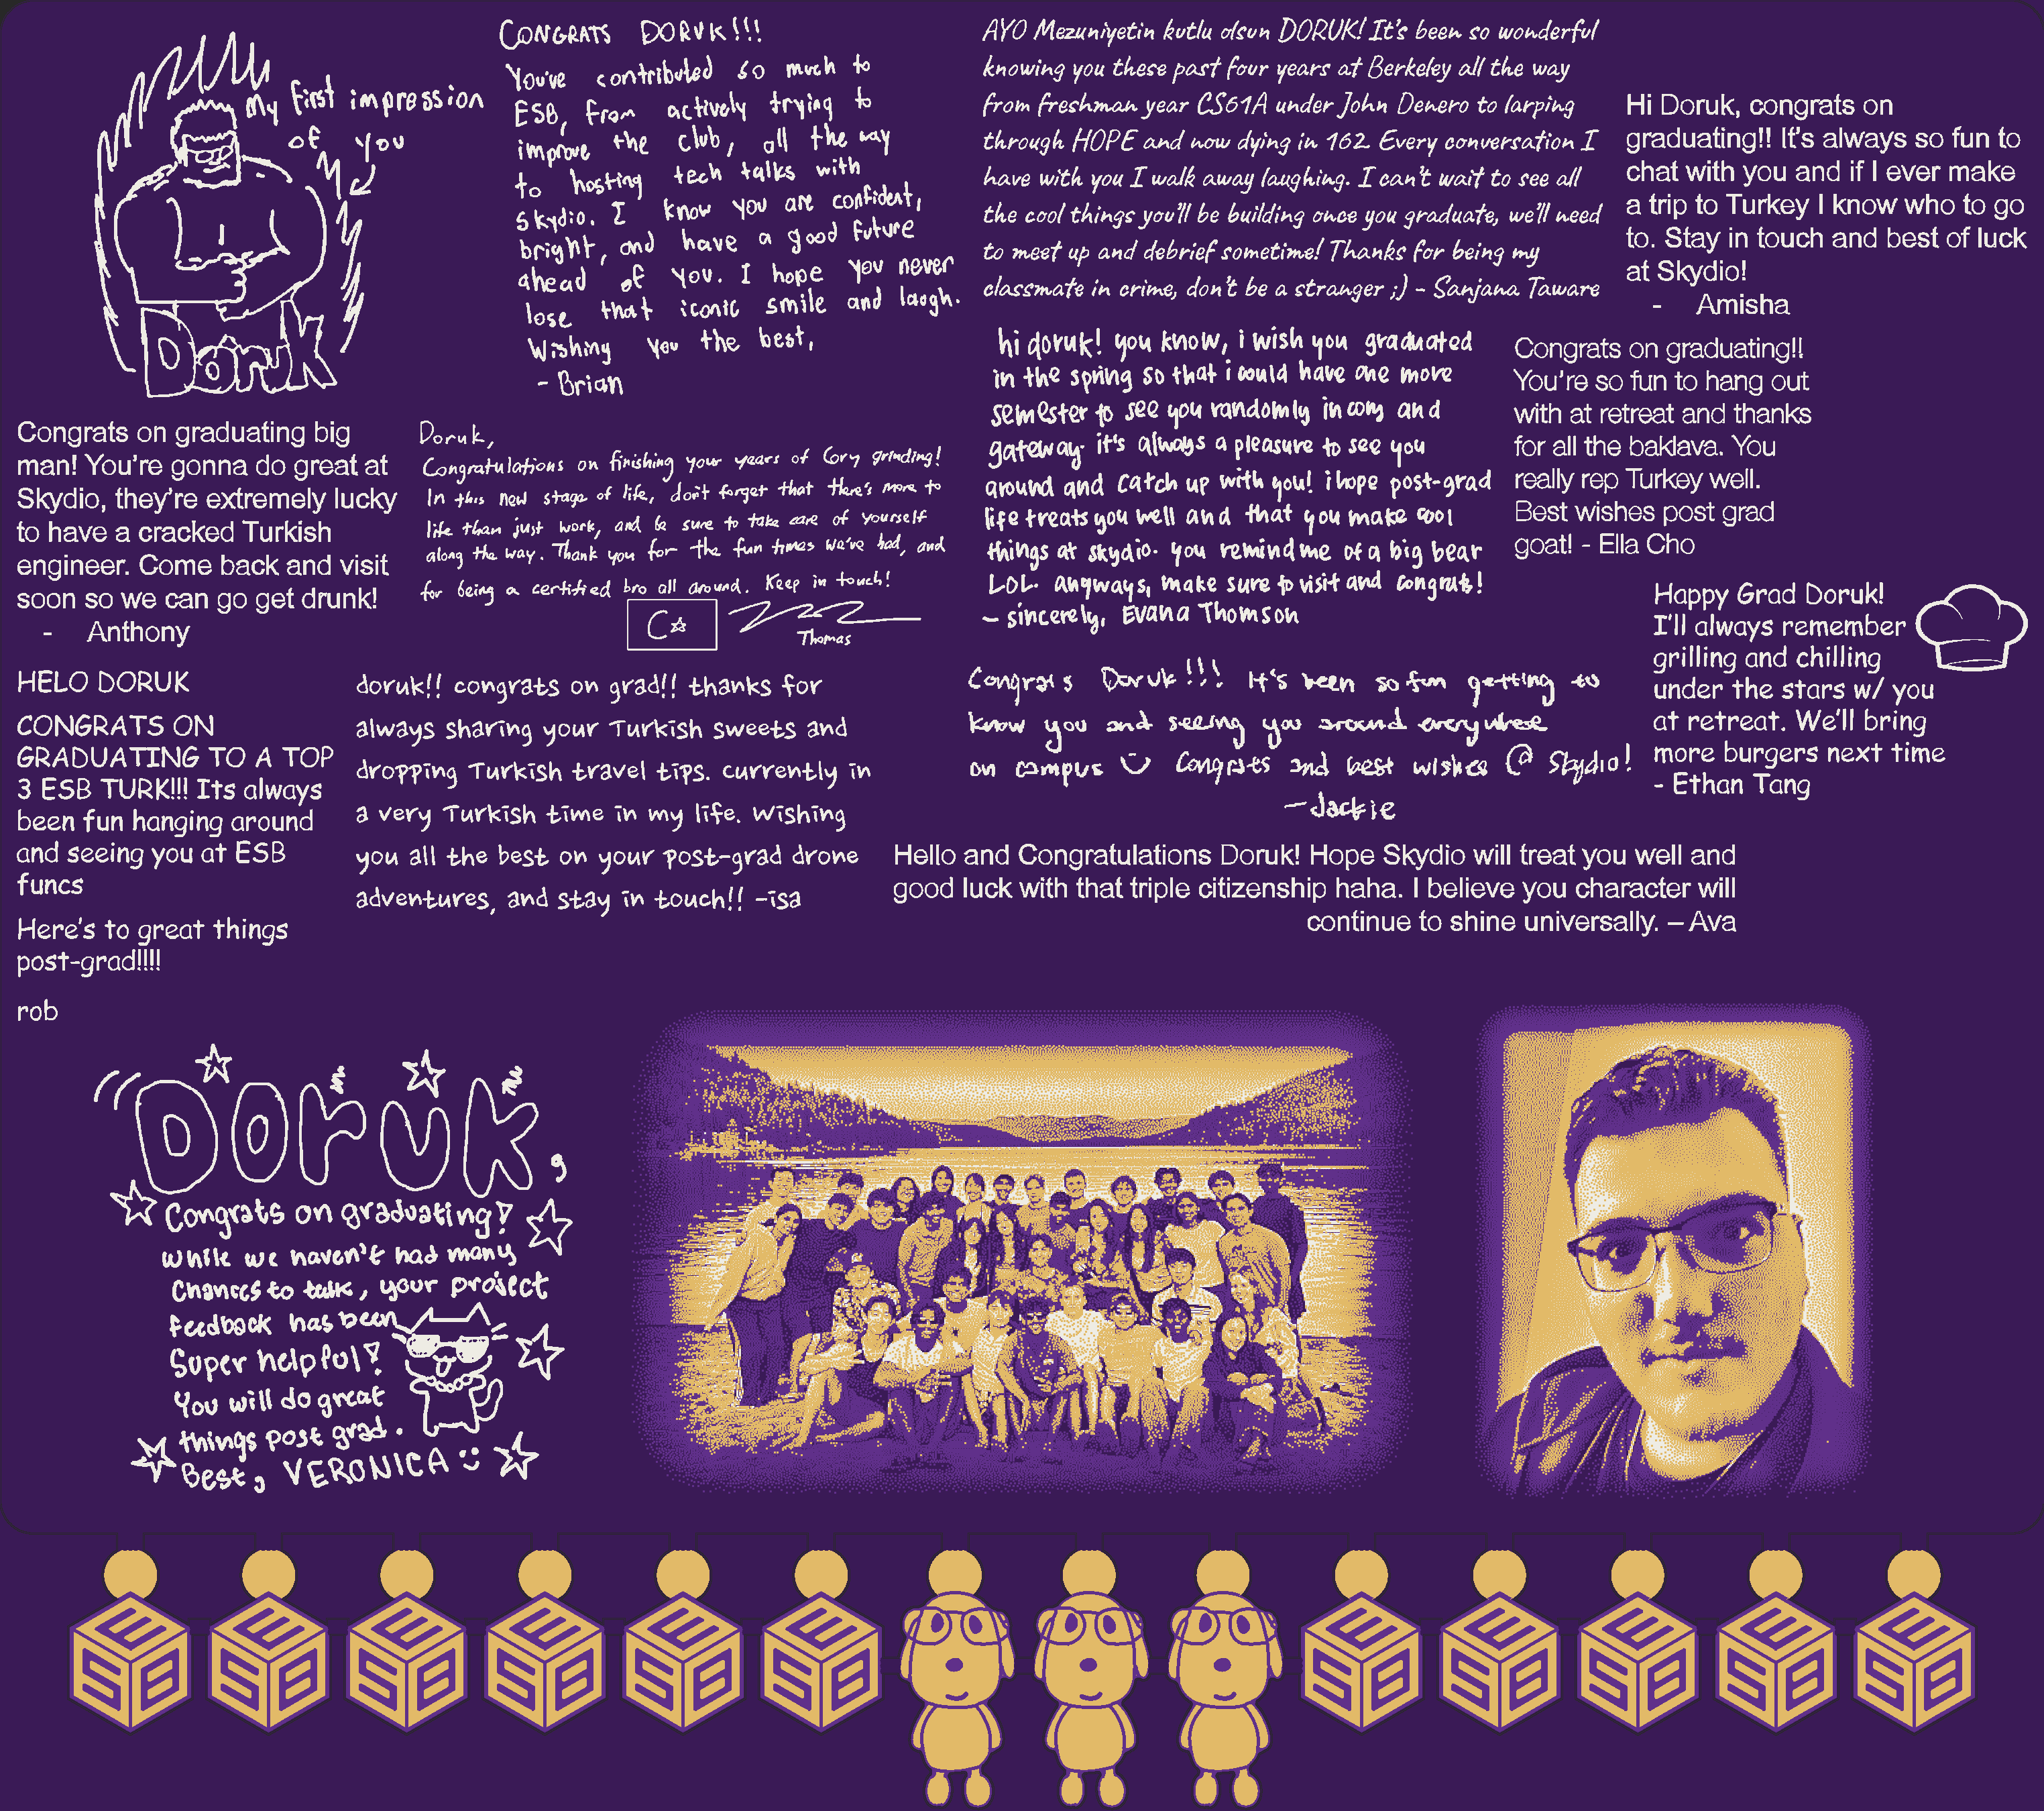 My first impression
of you
Doruk
CONGRATS DORUK!!!
You've contributed so much to
ESB, from actively trying to
improve the club, all the way
to hosting tech talks with
Skydio. I know you are confident,
bright, and have a good future
ahead of you. I hope you never
lose that iconic smile and laugh.
Wishing you the best,
- Brian
AYO Mezuniyetin kutlu olsun DORUK! It's been so wonderful
knowing you these past four years at Berkeley all the way
from freshman year CS61A under John Denero to larping
through HOPE and now dying in 162. Every conversation I
have with you I walk away laughing. I can't wait to see all
the cool things you'll be building once you graduate, we'll need
to meet up and debrief sometime! Thanks for being my
classmate in crime, don't be a stranger ;) - Sanjana Taware
Hi Doruk, congrats on
graduating!! It's always so fun to
chat with you and if I ever make
a trip to Turkey I know who to go
to. Stay in touch and best of luck
at Skydio!
- Amisha
Congrats on graduating big
man! You're gonna do great at
Skydio, they're extremely lucky
to have a cracked Turkish
engineer. Come back and visit
soon so we can go get drunk!
- Anthony
Doruk,
Congratulations on finishing your years of Cory grinding!
In this new stage of life, don't forget that there's more to
life than just work, and be sure to take care of yourself
along the way. Thank you for the fun times we've had, and
for being a certified bro all around. Keep in touch!
Thomas
hi doruk! you know, i wish you graduated
in the spring so that i could have one more
semester to see you randomly in cory and
gateway. it's always a pleasure to see you
around and catch up with you! i hope post-grad
life treats you well and that you make cool
things at skydio. you remind me of a big bear
LOL. anyways, make sure to visit and congrats!
- sincerely, Evana Thomson
Congrats on graduating!!
You're so fun to hang out
with at retreat and thanks
for all the baklava. You
really rep Turkey well.
Best wishes post grad
goat! - Ella Cho
Happy Grad Doruk!
I'll always remember
grilling and chilling
under the stars w/ you
at retreat. We'll bring
more burgers next time
- Ethan Tang
HELO DORUK
CONGRATS ON
GRADUATING TO A TOP
3 ESB TURK!!! Its always
been fun hanging around
and seeing you at ESB
funcs
Here's to great things
post-grad!!!!
rob
doruk!! congrats on grad!! thanks for
always sharing your Turkish sweets and
dropping Turkish travel tips. currently in
a very Turkish time in my life. wishing
you all the best on your post-grad drone
adventures, and stay in touch!! -isa
Congrats Doruk!!! It's been so fun getting to
know you and seeing you around everywhere
on campus Congrats and best wishes @ Skydio!
-Jackie
Hello and Congratulations Doruk! Hope Skydio will treat you well and
good luck with that triple citizenship haha. I believe you character will
continue to shine universally. – Ava
Doruk,
Congrats on graduating!
While we haven't had many
chances to talk, your project
feedback has been
super helpful!
You will do great
things post grad.
Best, VERONICA :)
ESB ESB ESB ESB ESB ESB ESB ESB ESB ESB ESB